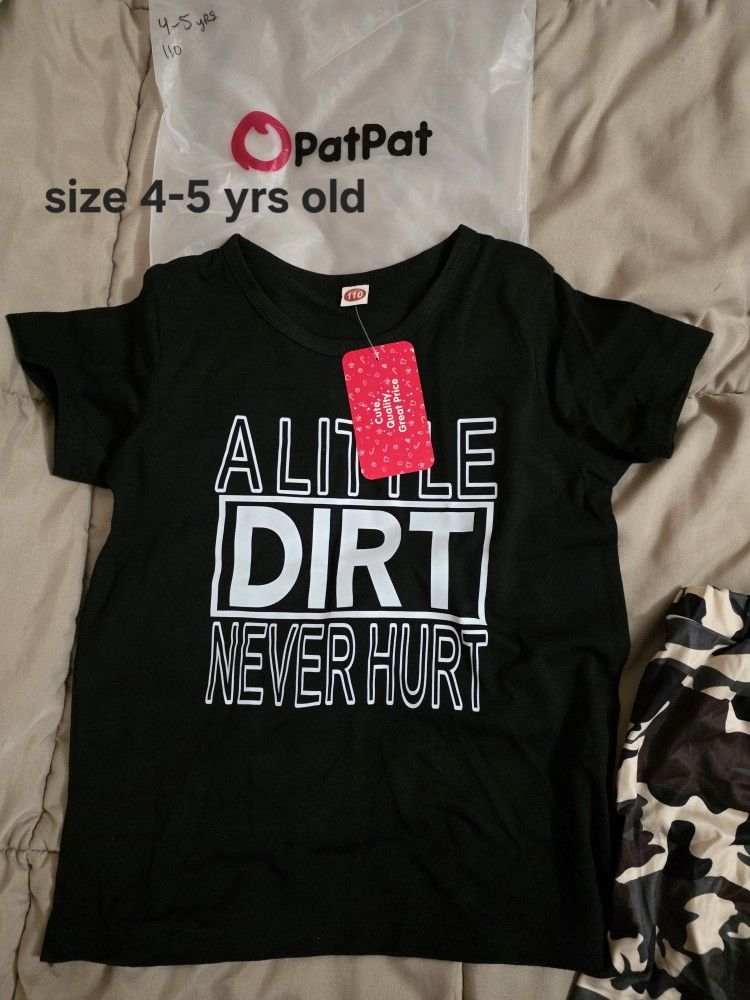 4-5 yrs
110
PatPat
size 4-5 yrs old
110
Cute,
Quality,
Great Price
A LITTLE
DIRT
NEVER HURT